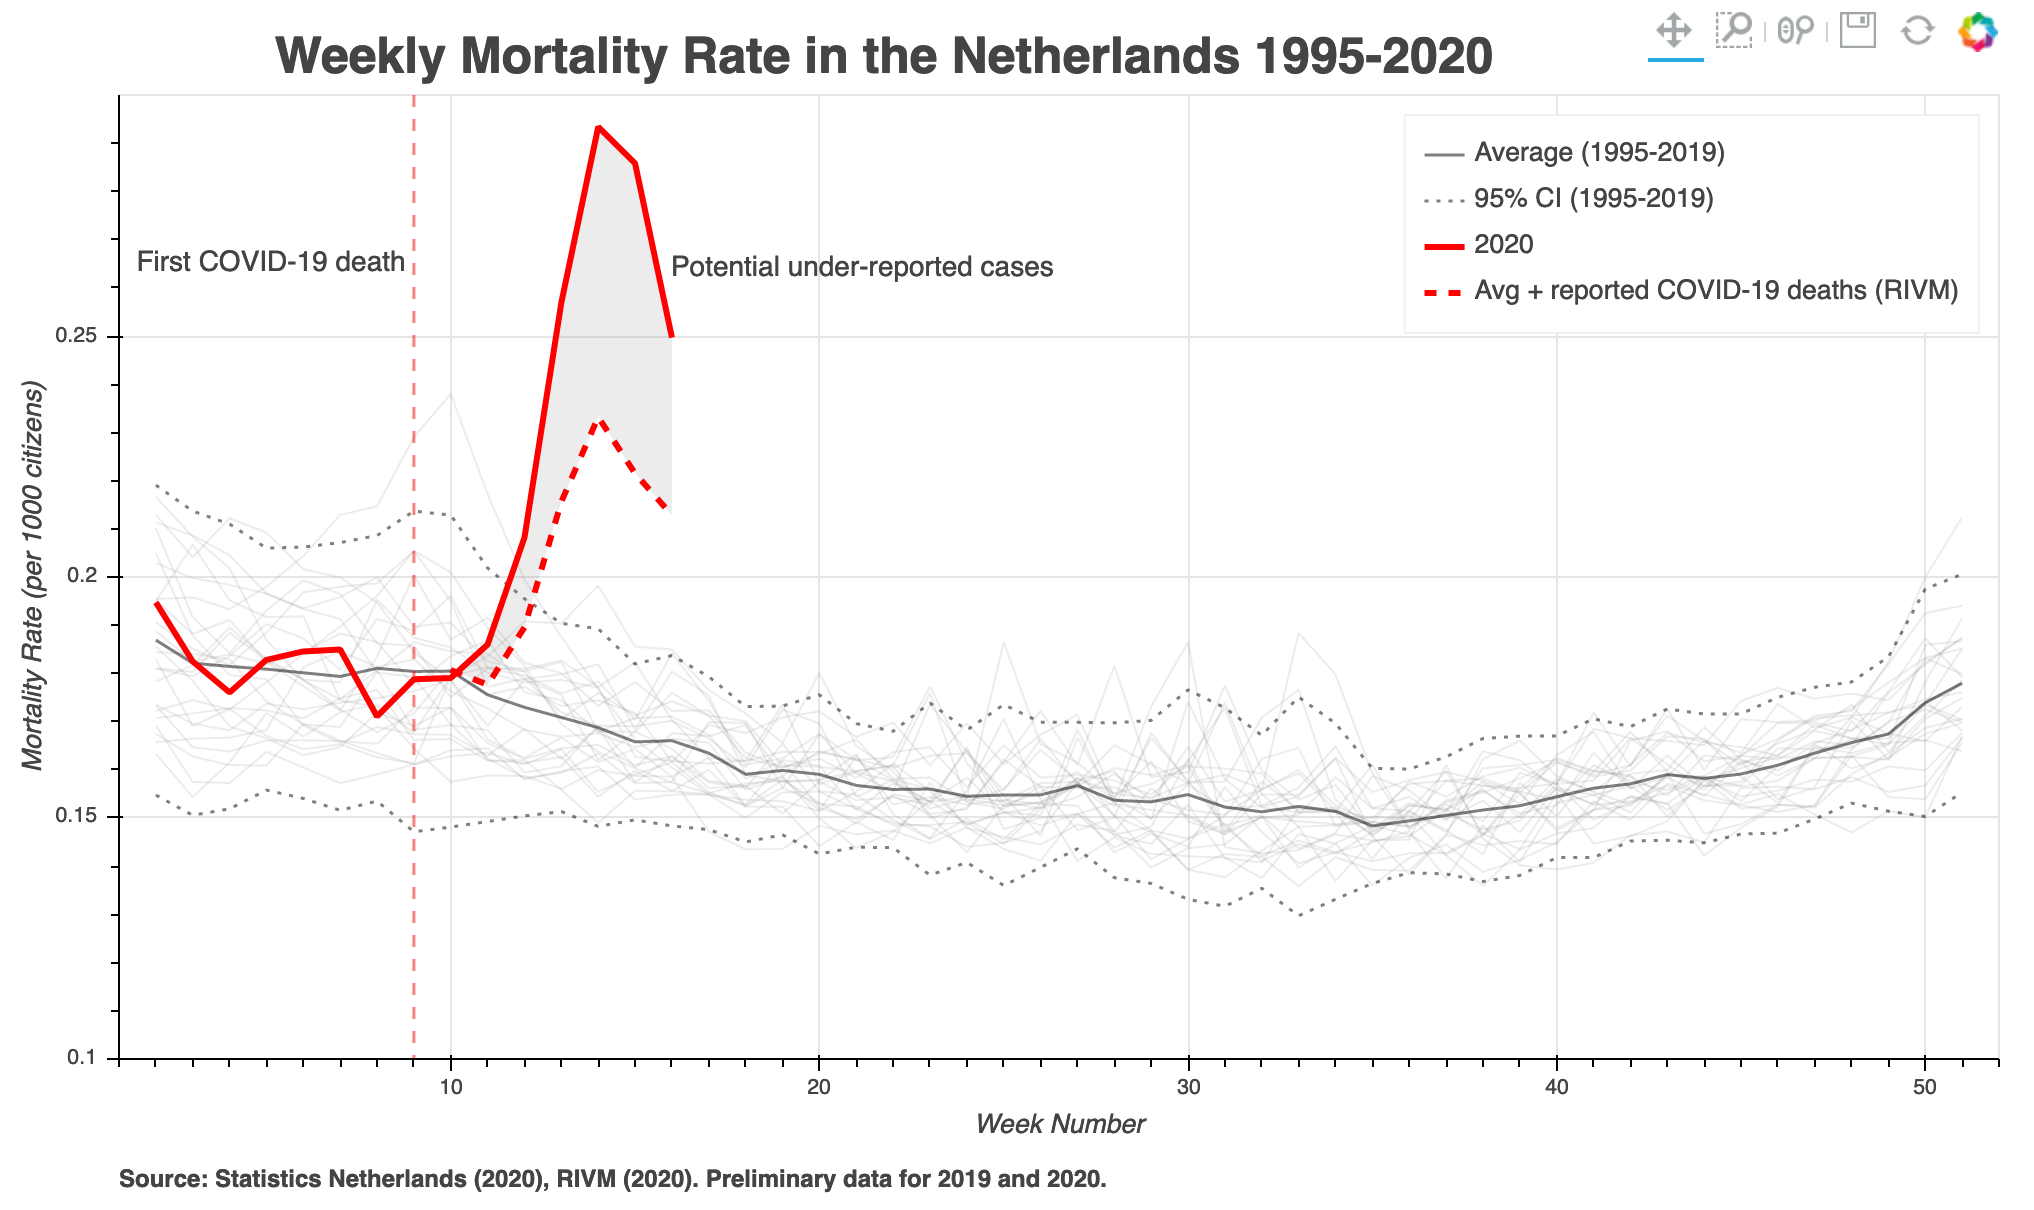 Weekly Mortality Rate in the Netherlands 1995-2020
Average (1995-2019)
95% CI (1995-2019)
2020
Avg + reported COVID-19 deaths (RIVM)
First COVID-19 death
Potential under-reported cases
Mortality Rate (per 1000 citizens)
0.25
0.2
0.15
0.1
10
20
30
40
50
Week Number
Source: Statistics Netherlands (2020), RIVM (2020). Preliminary data for 2019 and 2020.